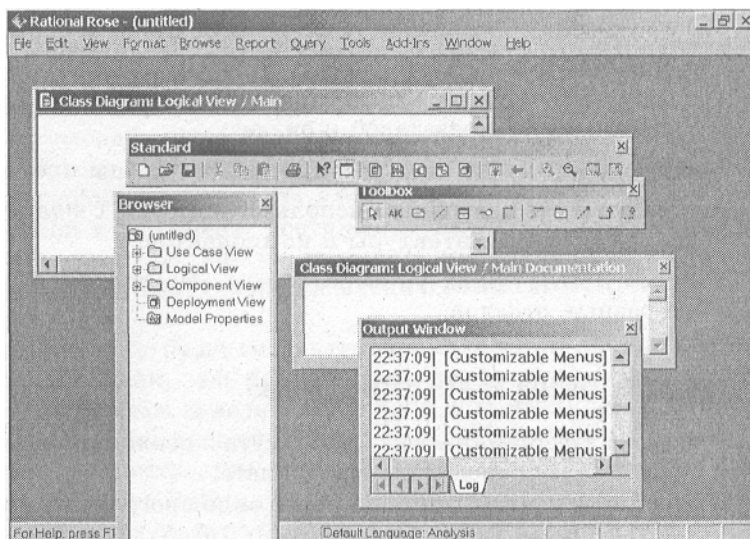 Rational Rose - (untitled)
File Edit View Format Browse Report Query Tools Add-Ins Window Help
Class Diagram: Logical View / Main
Standard
Toolbox
ABC
Browser
(untitled)
Use Case View
Logical View
Component View
Deployment View
Model Properties
Class Diagram: Logical View / Main Documentation
Output Window
22:37:09| [Customizable Menus]
22:37:09| [Customizable Menus]
22:37:09| [Customizable Menus]
22:37:09| [Customizable Menus]
22:37:09| [Customizable Menus]
22:37:09| [Customizable Menus]
Log
For Help, press F1
Default Language: Analysis